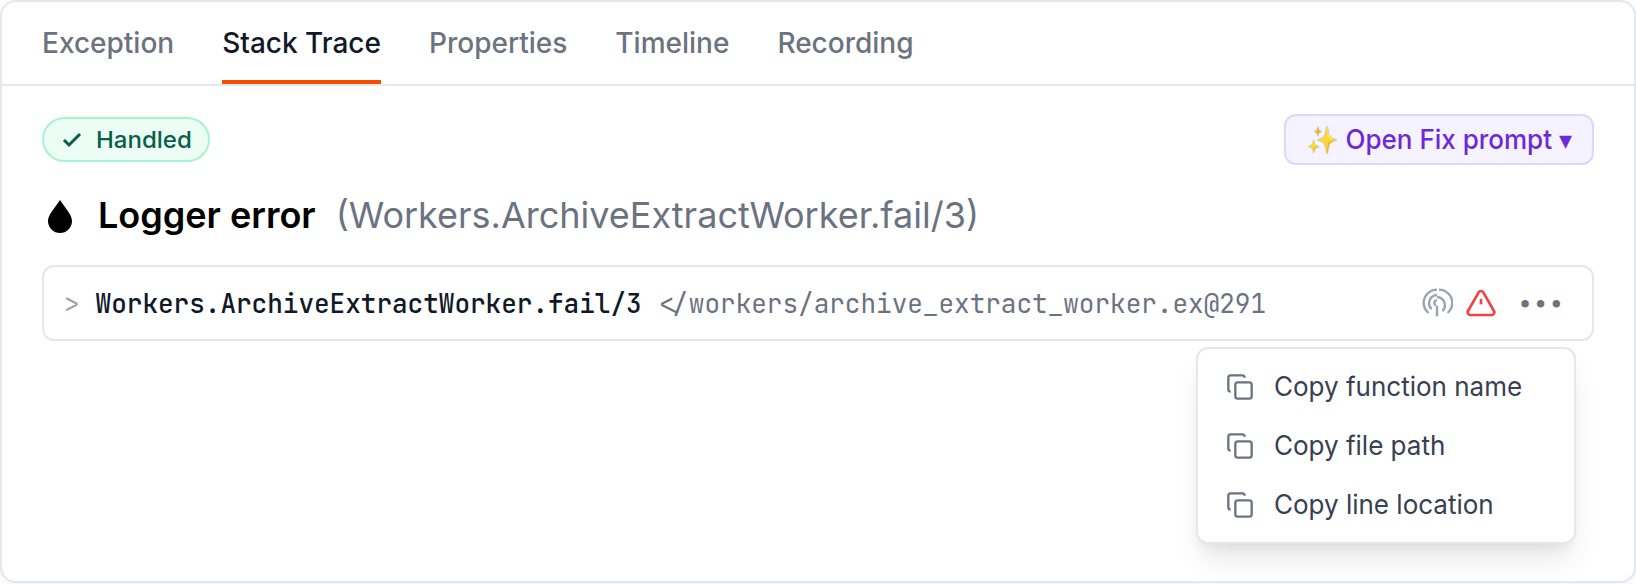 Exception Stack Trace Properties Timeline Recording
Handled
✨ Open Fix prompt ▾
Logger error (Workers.ArchiveExtractWorker.fail/3)
> Workers.ArchiveExtractWorker.fail/3 </workers/archive_extract_worker.ex@291
Copy function name
Copy file path
Copy line location